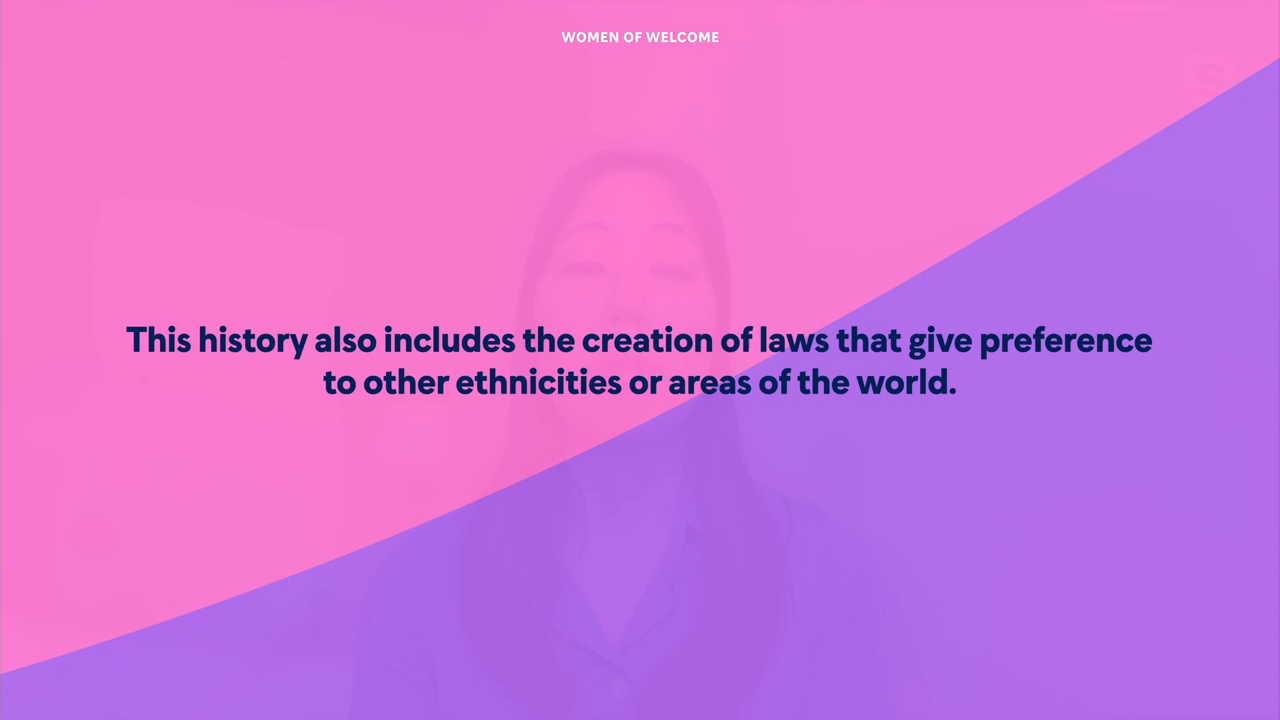 WOMEN OF WELCOME
This history also includes the creation of laws that give preference
to other ethnicities or areas of the world.